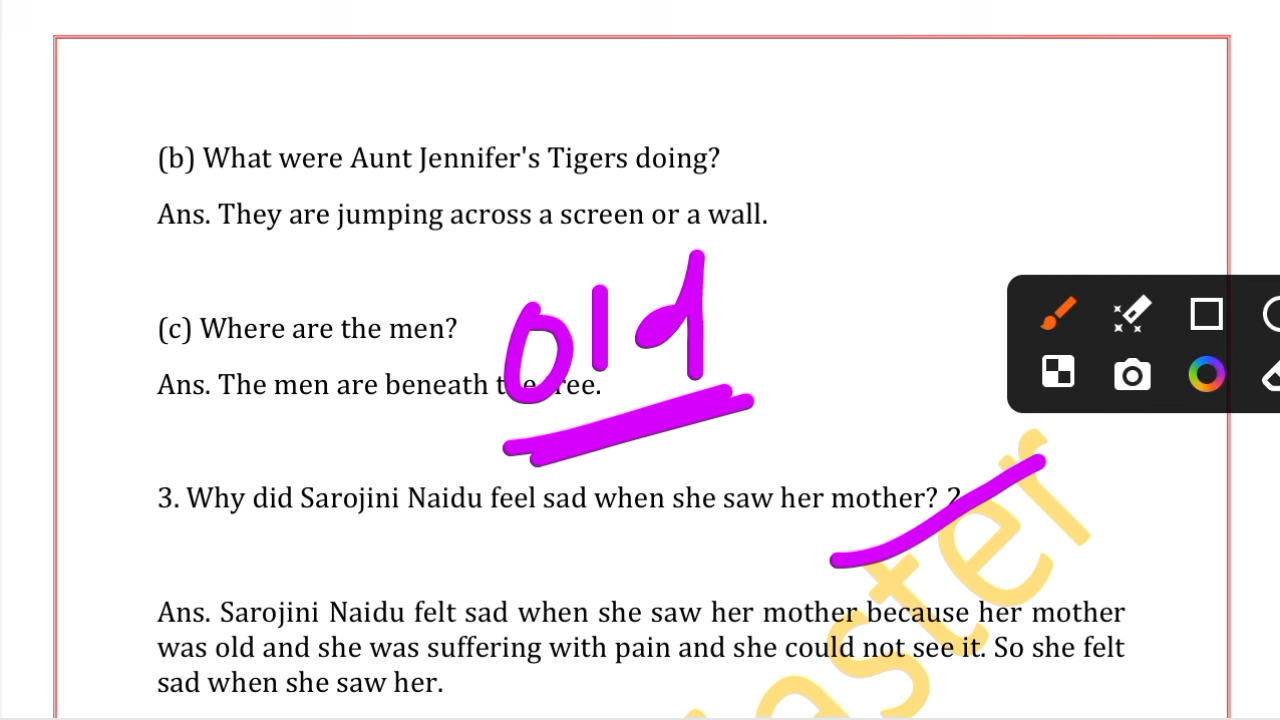 (b) What were Aunt Jennifer's Tigers doing?
Ans. They are jumping across a screen or a wall.
(c) Where are the men?
old
Ans. The men are beneath the tree.
3. Why did Sarojini Naidu feel sad when she saw her mother? 2
Ans. Sarojini Naidu felt sad when she saw her mother because her mother
was old and she was suffering with pain and she could not see it. So she felt
sad when she saw her.